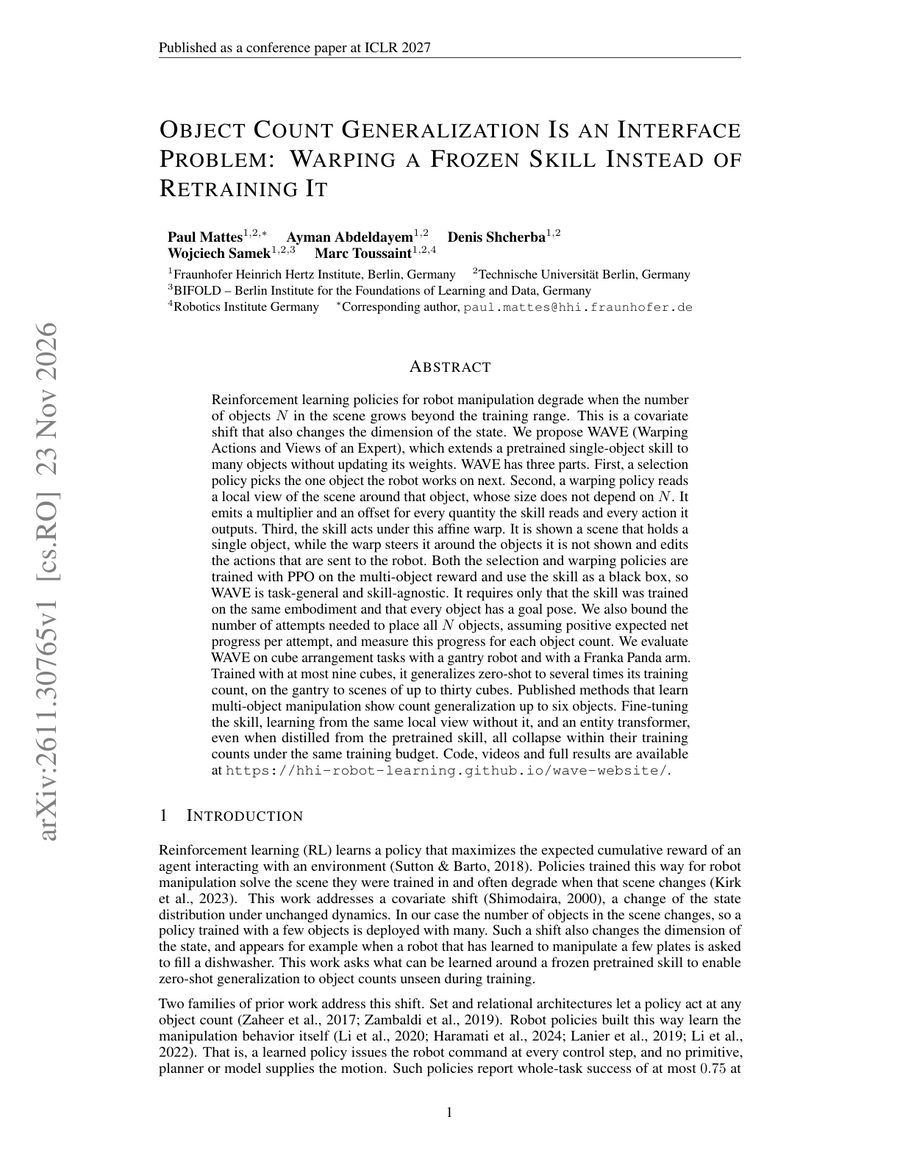 Published as a conference paper at ICLR 2027
OBJECT COUNT GENERALIZATION IS AN INTERFACE
PROBLEM: WARPING A FROZEN SKILL INSTEAD OF
RETRAINING IT
Paul Mattes1,2,* Ayman Abdeldayem1,2 Denis Shcherba1,2
Wojciech Samek1,2,3 Marc Toussaint1,2,4
1Fraunhofer Heinrich Hertz Institute, Berlin, Germany 2Technische Universität Berlin, Germany
3BIFOLD – Berlin Institute for the Foundations of Learning and Data, Germany
4Robotics Institute Germany *Corresponding author, paul.mattes@hhi.fraunhofer.de
ABSTRACT
Reinforcement learning policies for robot manipulation degrade when the number
of objects N in the scene grows beyond the training range. This is a covariate
shift that also changes the dimension of the state. We propose WAVE (Warping
Actions and Views of an Expert), which extends a pretrained single-object skill to
many objects without updating its weights. WAVE has three parts. First, a selection
policy picks the one object the robot works on next. Second, a warping policy reads
a local view of the scene around that object, whose size does not depend on N. It
emits a multiplier and an offset for every quantity the skill reads and every action it
outputs. Third, the skill acts under this affine warp. It is shown a scene that holds a
single object, while the warp steers it around the objects it is not shown and edits
the actions that are sent to the robot. Both the selection and warping policies are
trained with PPO on the multi-object reward and use the skill as a black box, so
WAVE is task-general and skill-agnostic. It requires only that the skill was trained
on the same embodiment and that every object has a goal pose. We also bound the
number of attempts needed to place all N objects, assuming positive expected net
progress per attempt, and measure this progress for each object count. We evaluate
WAVE on cube arrangement tasks with a gantry robot and with a Franka Panda arm.
Trained with at most nine cubes, it generalizes zero-shot to several times its training
count, on the gantry to scenes of up to thirty cubes. Published methods that learn
multi-object manipulation show count generalization up to six objects. Fine-tuning
the skill, learning from the same local view without it, and an entity transformer,
even when distilled from the pretrained skill, all collapse within their training
counts under the same training budget. Code, videos and full results are available
at https://hhi-robot-learning.github.io/wave-website/.
1 INTRODUCTION
Reinforcement learning (RL) learns a policy that maximizes the expected cumulative reward of an
agent interacting with an environment (Sutton & Barto, 2018). Policies trained this way for robot
manipulation solve the scene they were trained in and often degrade when that scene changes (Kirk
et al., 2023). This work addresses a covariate shift (Shimodaira, 2000), a change of the state
distribution under unchanged dynamics. In our case the number of objects in the scene changes, so a
policy trained with a few objects is deployed with many. Such a shift also changes the dimension of
the state, and appears for example when a robot that has learned to manipulate a few plates is asked
to fill a dishwasher. This work asks what can be learned around a frozen pretrained skill to enable
zero-shot generalization to object counts unseen during training.
Two families of prior work address this shift. Set and relational architectures let a policy act at any
object count (Zaheer et al., 2017; Zambaldi et al., 2019). Robot policies built this way learn the
manipulation behavior itself (Li et al., 2020; Haramati et al., 2024; Lanier et al., 2019; Li et al.,
2022). That is, a learned policy issues the robot command at every control step, and no primitive,
planner or model supplies the motion. Such policies report whole-task success of at most 0.75 at
1
arXiv:2611.30765v1 [cs.RO] 23 Nov 2026